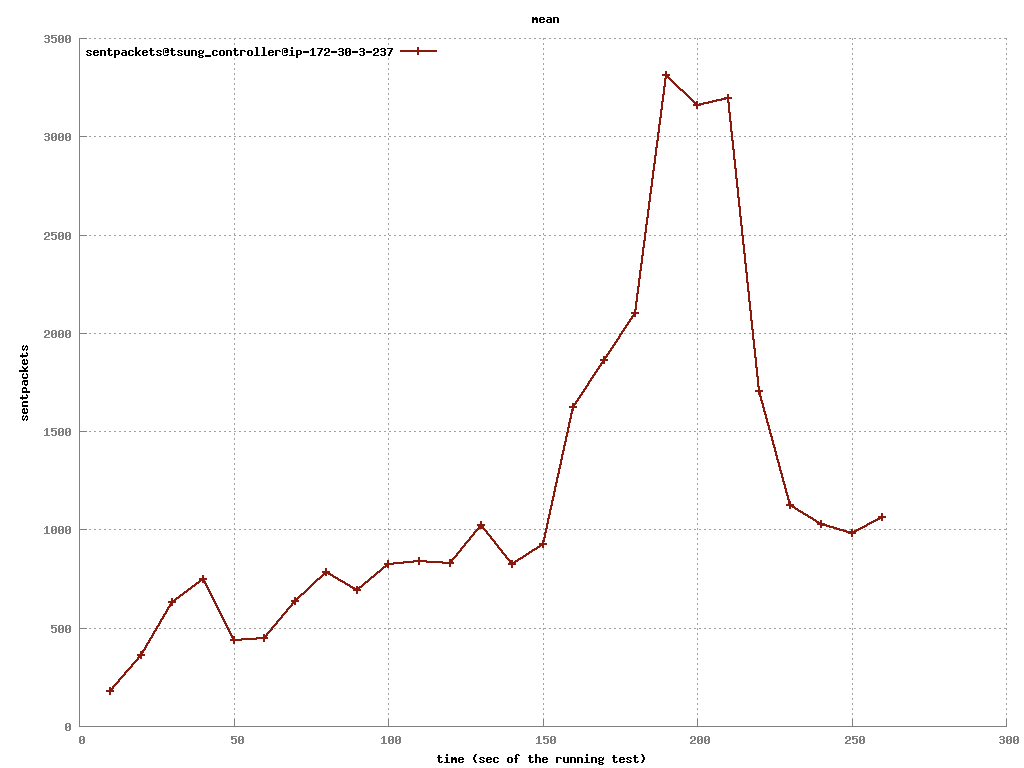 mean
3500
sentpackets@tsung_controller@ip-172-30-3-237
3000
2500
2000
sentpackets
1500
1000
500
0
0 50 100 150 200 250 300
time (sec of the running test)